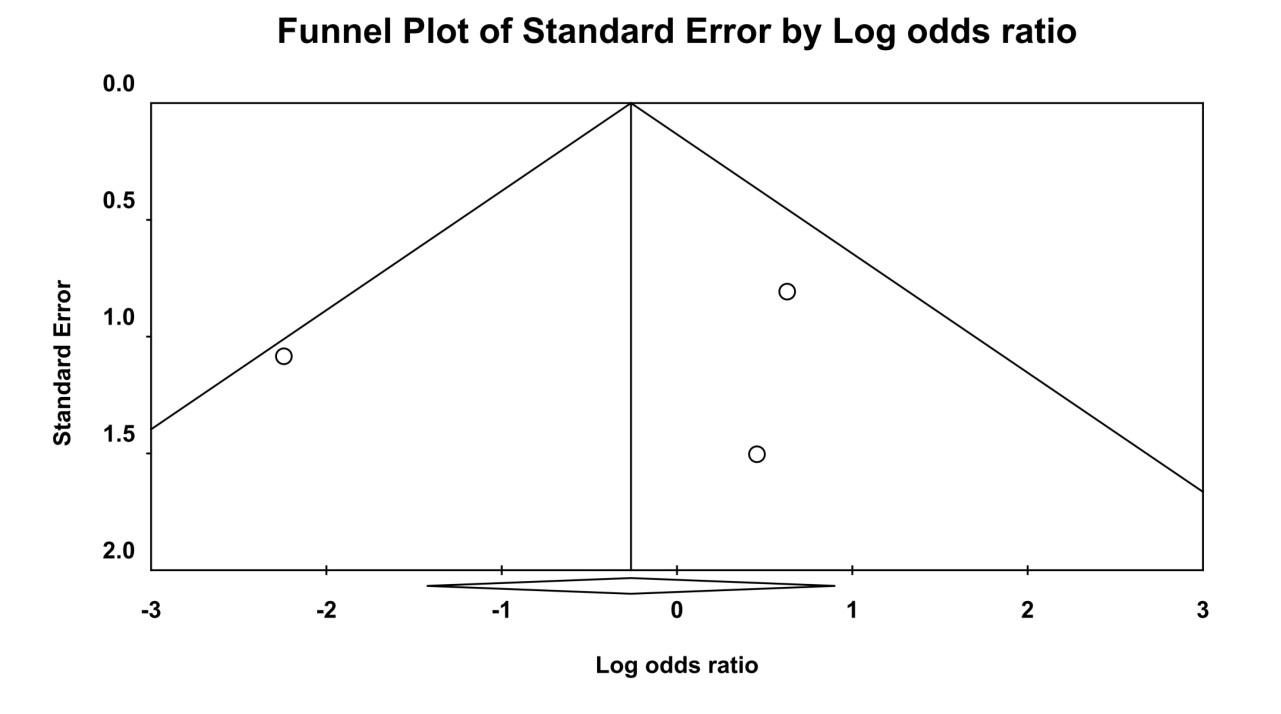 Funnel Plot of Standard Error by Log odds ratio
0.0
0.5
1.0
1.5
2.0
Standard Error
-3 -2 -1 0 1 2 3
Log odds ratio